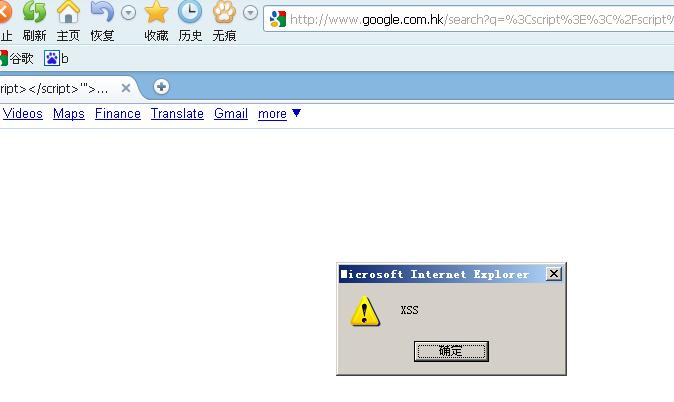 止 刷新 主页 恢复 收藏 历史 无痕
http://www.google.com.hk/search?q=%3Cscript%3E%3C%2Fscript%
谷歌 b
ript></script>'">...
Videos Maps Finance Translate Gmail more ▼
Microsoft Internet Explorer
XSS
确定